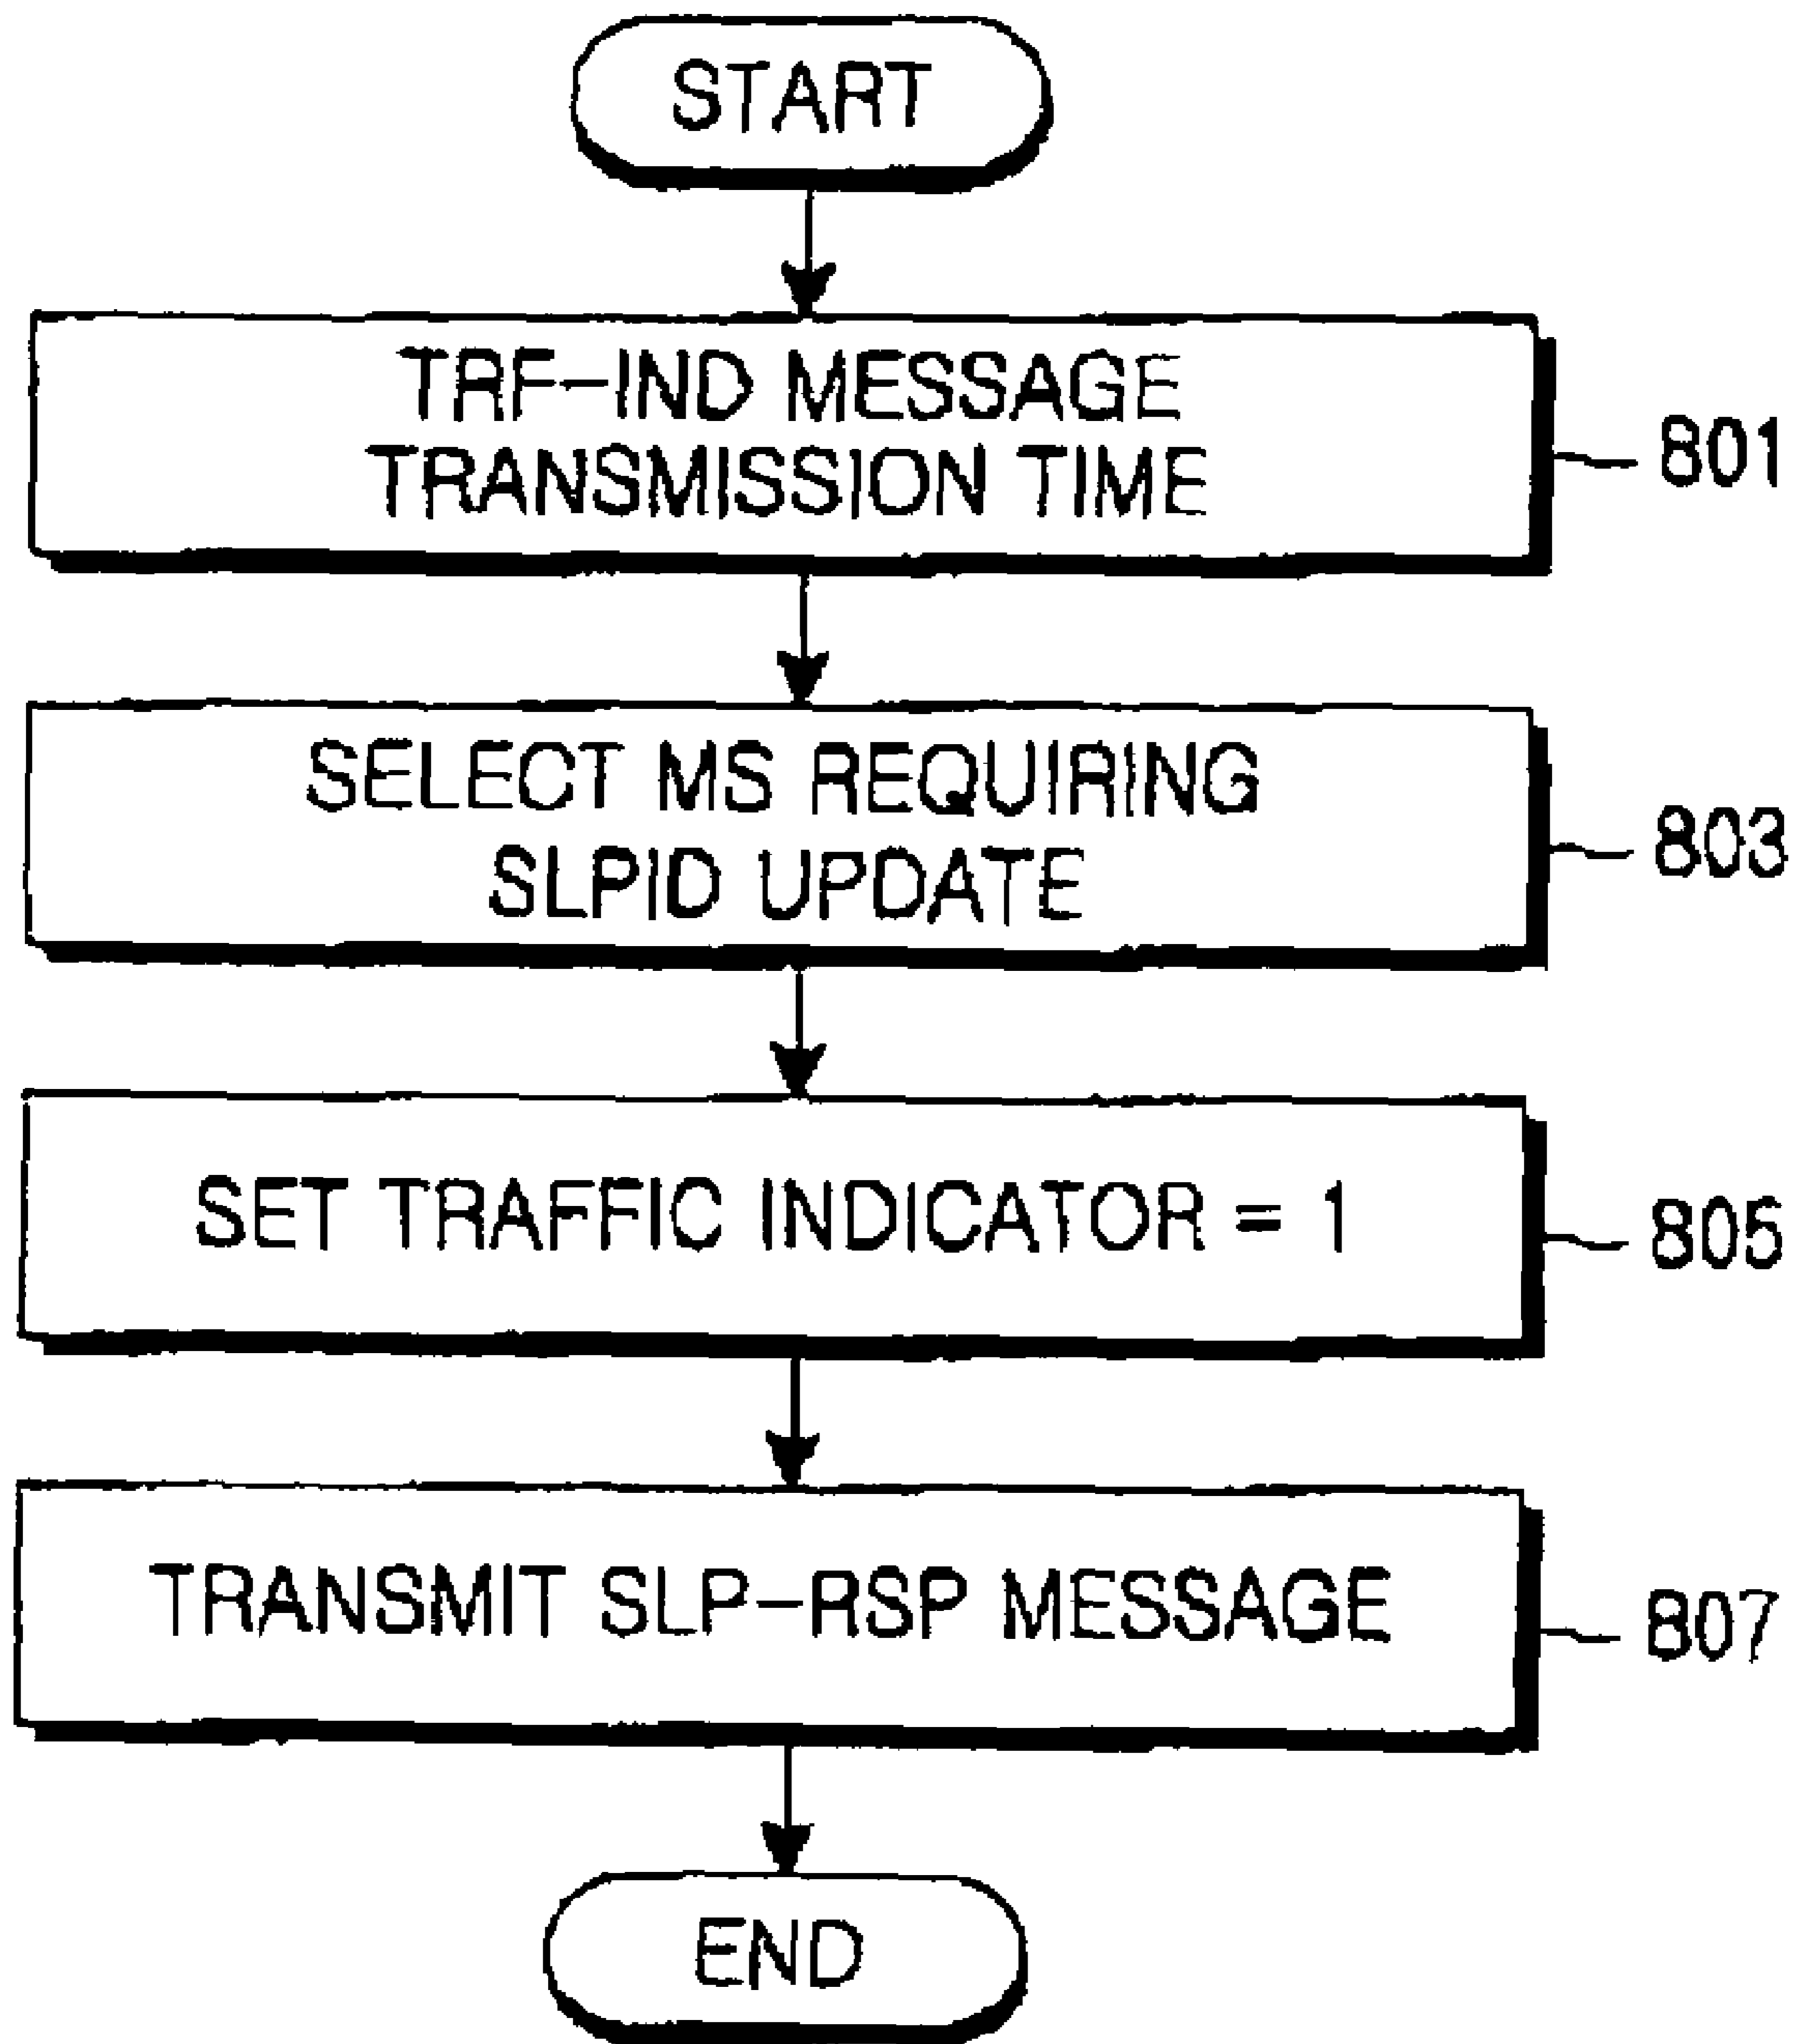 START
TRF-IND MESSAGE
TRANSMISSION TIME
801
SELECT MS REQUIRING
SLPID UPDATE
803
SET TRAFFIC INDICATOR = 1
805
TRANSMIT SLP-RSP MESSAGE
807
END